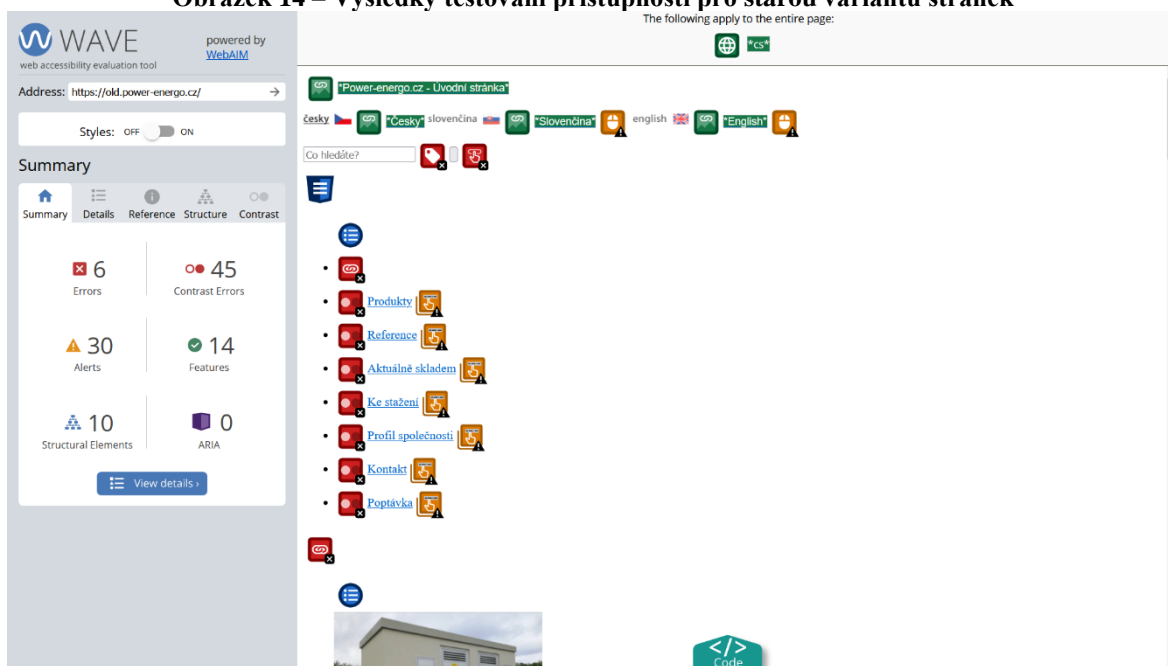 Obrázek 14 – Výsledky testování přístupnosti pro starou variantu stránek
WAVE
web accessibility evaluation tool
powered by
WebAIM
Address: https://old.power-energo.cz/ →
Styles: OFF ON
Summary
Summary Details Reference Structure Contrast
6
Errors
45
Contrast Errors
30
Alerts
14
Features
10
Structural Elements
0
ARIA
View details ›
The following apply to the entire page:
*cs*
*Power-energo.cz - Úvodní stránka*
česky *Česky* slovenčina *Slovenčina* english *English*
Co hledáte?
Produkty
Reference
Aktuálně skladem
Ke stažení
Profil společnosti
Kontakt
Poptávka
</>
Code